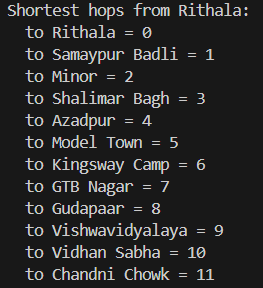 Shortest hops from Rithala:
to Rithala = 0
to Samaypur Badli = 1
to Minor = 2
to Shalimar Bagh = 3
to Azadpur = 4
to Model Town = 5
to Kingsway Camp = 6
to GTB Nagar = 7
to Gudapaar = 8
to Vishwavidyalaya = 9
to Vidhan Sabha = 10
to Chandni Chowk = 11